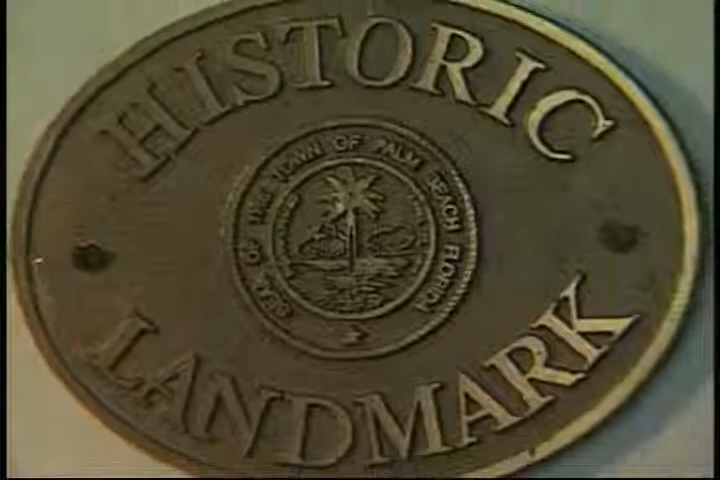 HISTORIC
SEAL OF THE TOWN OF PALM BEACH FLORIDA
LANDMARK